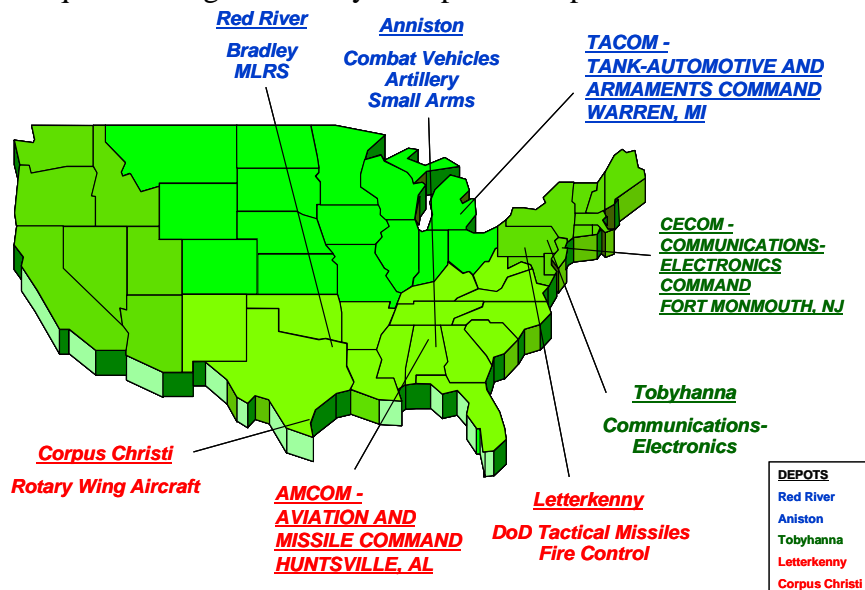 Red River
Bradley
MLRS
Anniston
Combat Vehicles
Artillery
Small Arms
TACOM -
TANK-AUTOMOTIVE AND
ARMAMENTS COMMAND
WARREN, MI
CECOM -
COMMUNICATIONS-
ELECTRONICS
COMMAND
FORT MONMOUTH, NJ
Tobyhanna
Communications-
Electronics
Corpus Christi
Rotary Wing Aircraft
AMCOM -
AVIATION AND
MISSILE COMMAND
HUNTSVILLE, AL
Letterkenny
DoD Tactical Missiles
Fire Control
DEPOTS
Red River
Aniston
Tobyhanna
Letterkenny
Corpus Christi